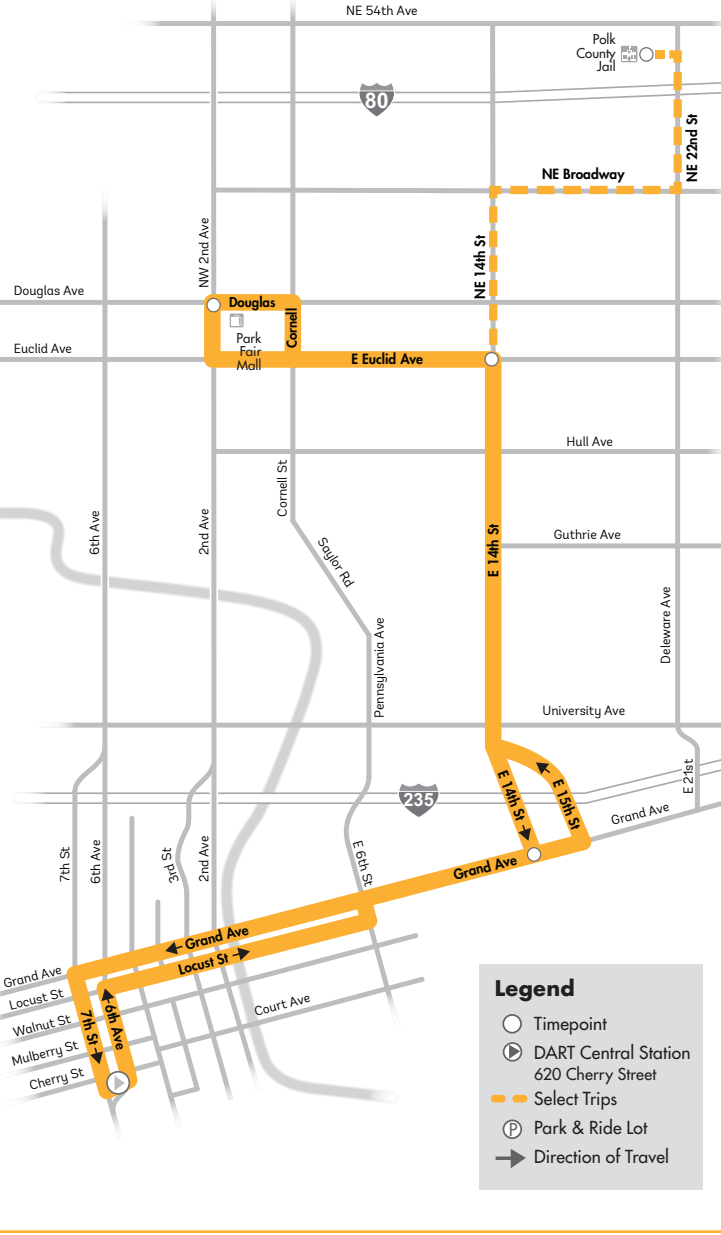 NE 54th Ave
Polk
County
Jail
80
NE 22nd St
NE Broadway
NW 2nd Ave
NE 14th St
Douglas Ave
Douglas
Cornell
Park
Fair
Mall
Euclid Ave
E Euclid Ave
Hull Ave
Cornell St
6th Ave
2nd Ave
E 14th St
Guthrie Ave
Saylor Rd
Deleware Ave
Pennsylvania Ave
University Ave
E 21st
E 14th St
E 15th St
235
Grand Ave
7th St
6th Ave
3rd St
2nd Ave
E 6th St
Grand Ave
Grand Ave
Locust St
Grand Ave
Locust St
Walnut St
Mulberry St
Cherry St
7th St
6th Ave
Court Ave
Legend
Timepoint
DART Central Station
620 Cherry Street
Select Trips
P Park & Ride Lot
Direction of Travel